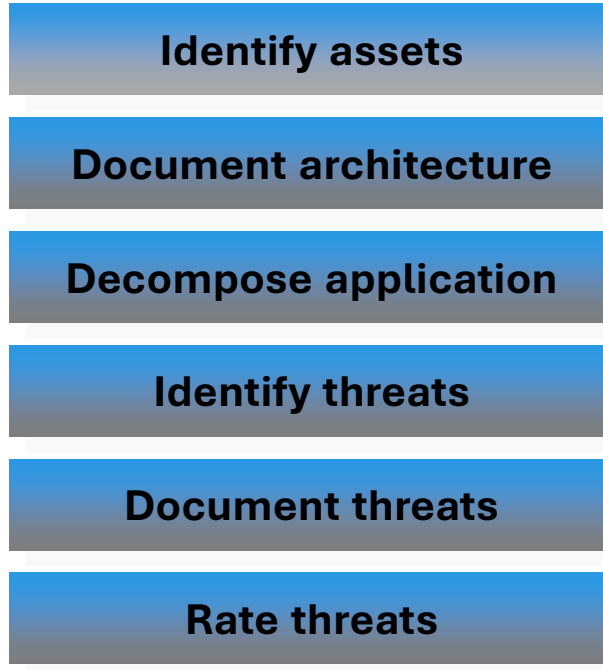 Identify assets
Document architecture
Decompose application
Identify threats
Document threats
Rate threats